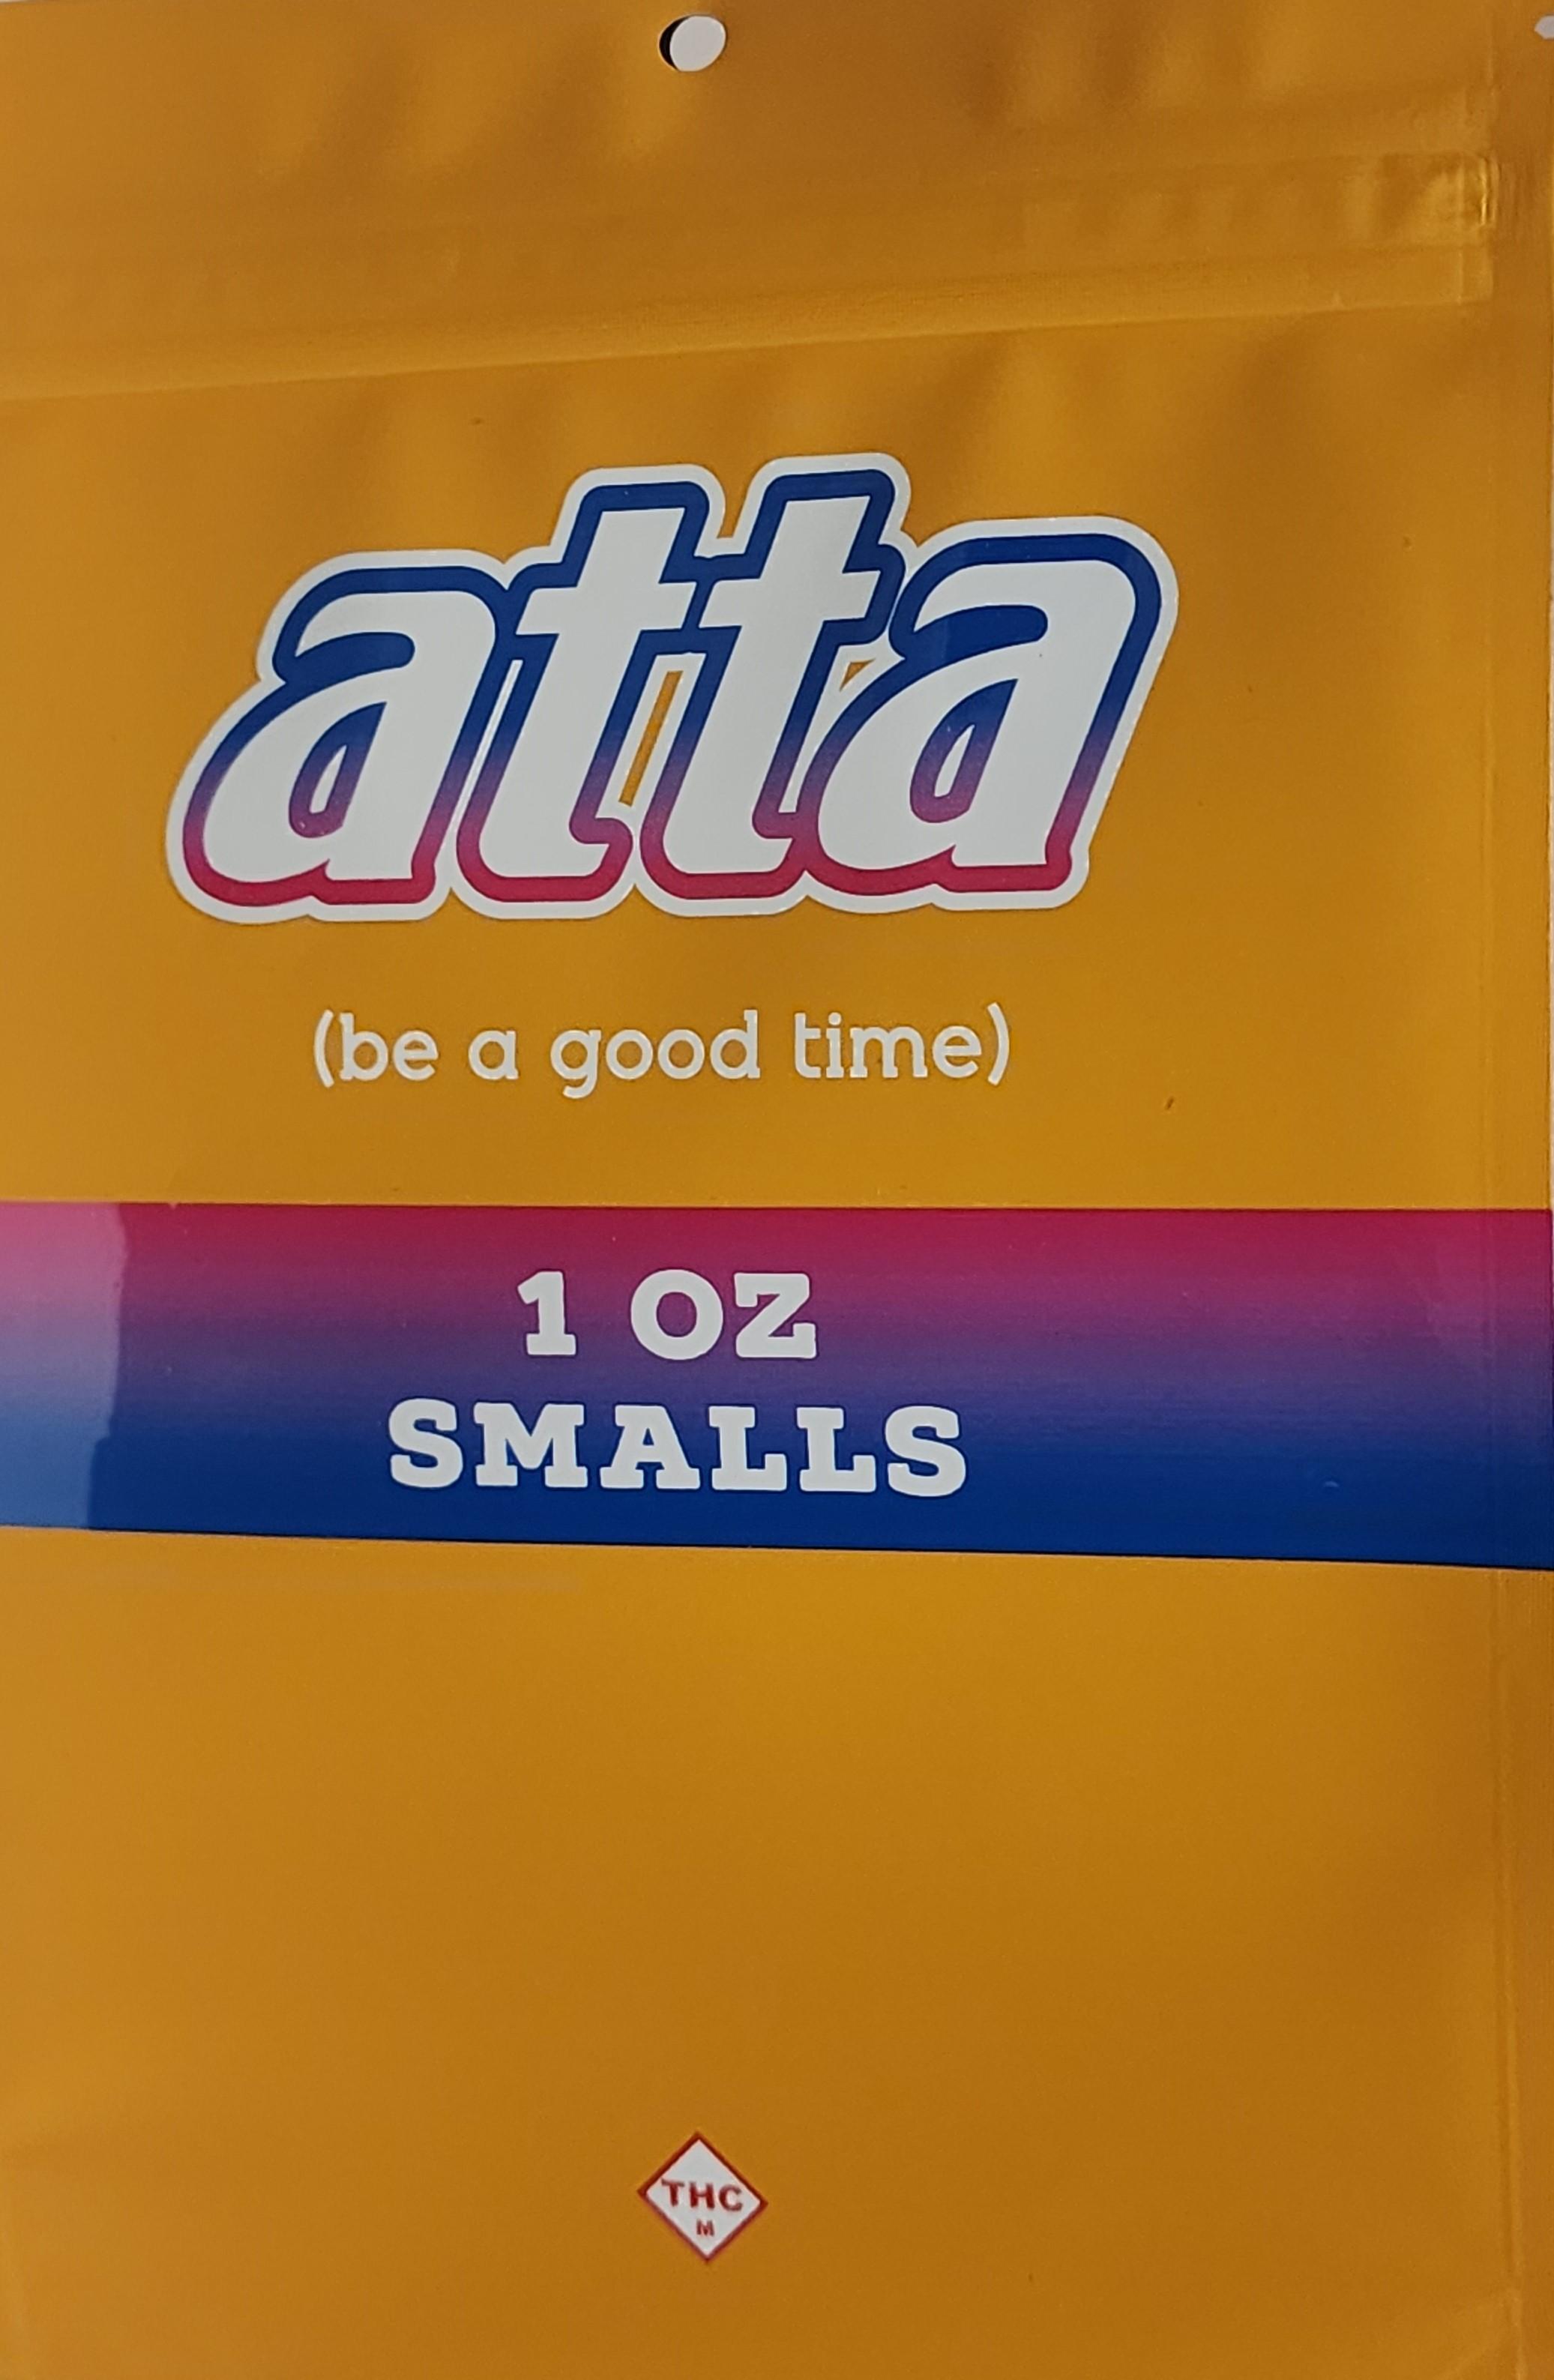 atta
(be a good time)
1 OZ
SMALLS
THC
M